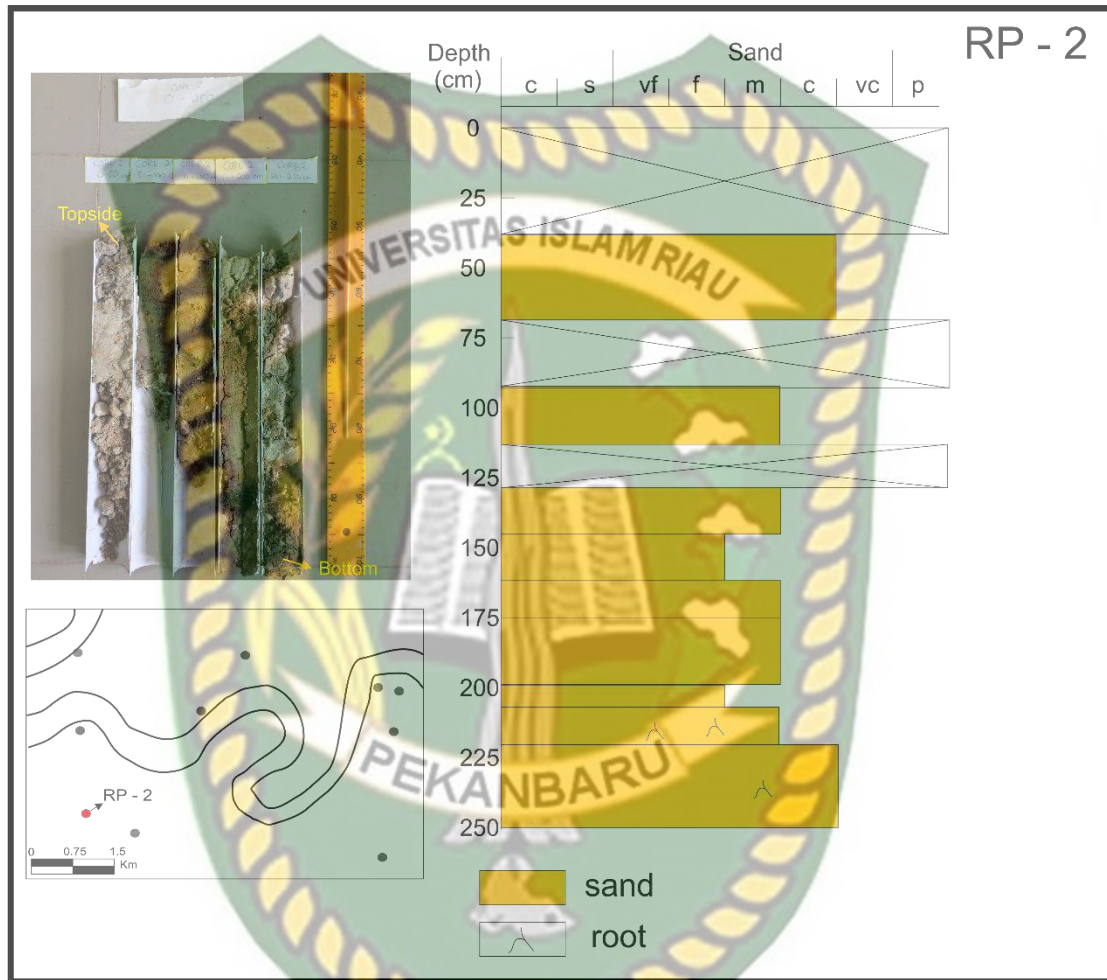 RP - 2
Depth
(cm)
Sand
c s vf f m c vc p
0
25
50
75
100
125
150
175
200
225
250
Topside
Bottom
UNIVERSITAS ISLAM RIAU
PEKANBARU
RP - 2
0 0.75 1.5
Km
sand
root